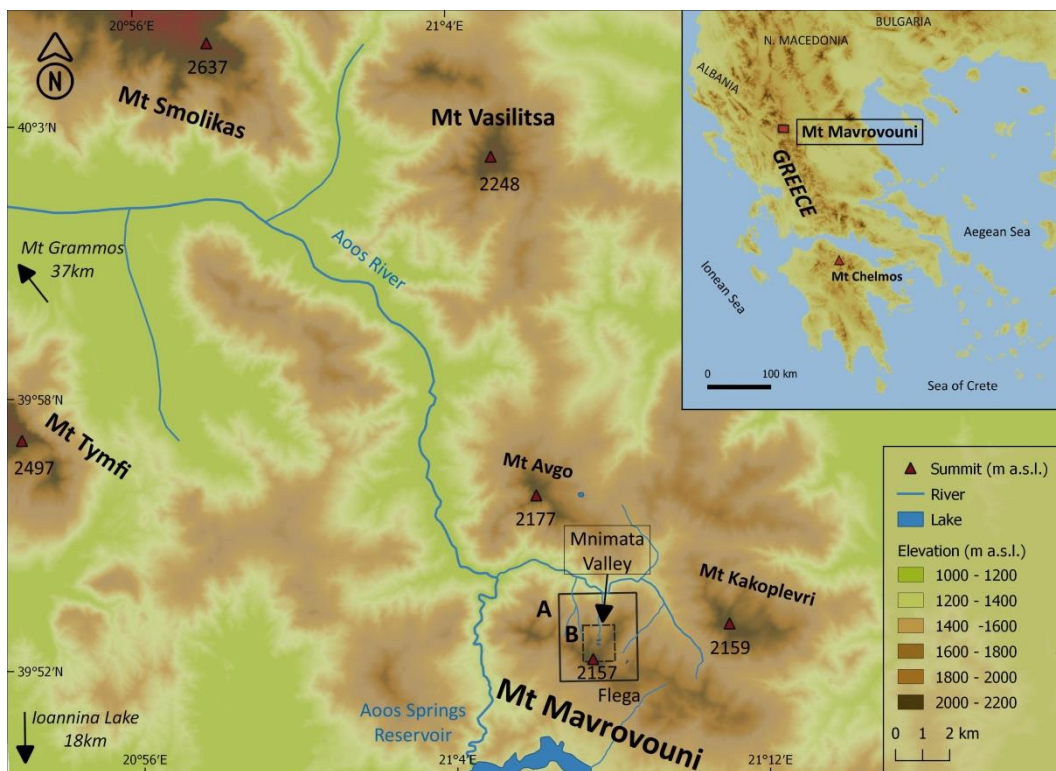 20°56'E
21°4'E
N
2637
Mt Smolikas
40°3'N
Mt Vasilitsa
2248
Aoos River
Mt Grammos
37km
39°58'N
Mt Tymfi
2497
Mt Avgo
2177
Mnimata
Valley
Mt Kakoplevri
2159
A
B
2157
Flega
39°52'N
Mt Mavrovouni
Aoos Springs
Reservoir
Ioannina Lake
18km
20°56'E
21°4'E
21°12'E
BULGARIA
N. MACEDONIA
ALBANIA
Mt Mavrovouni
GREECE
Aegean Sea
Mt Chelmos
Ionean Sea
0 100 km
Sea of Crete
Summit (m a.s.l.)
River
Lake
Elevation (m a.s.l.)
1000 - 1200
1200 - 1400
1400 -1600
1600 - 1800
1800 - 2000
2000 - 2200
0 1 2 km